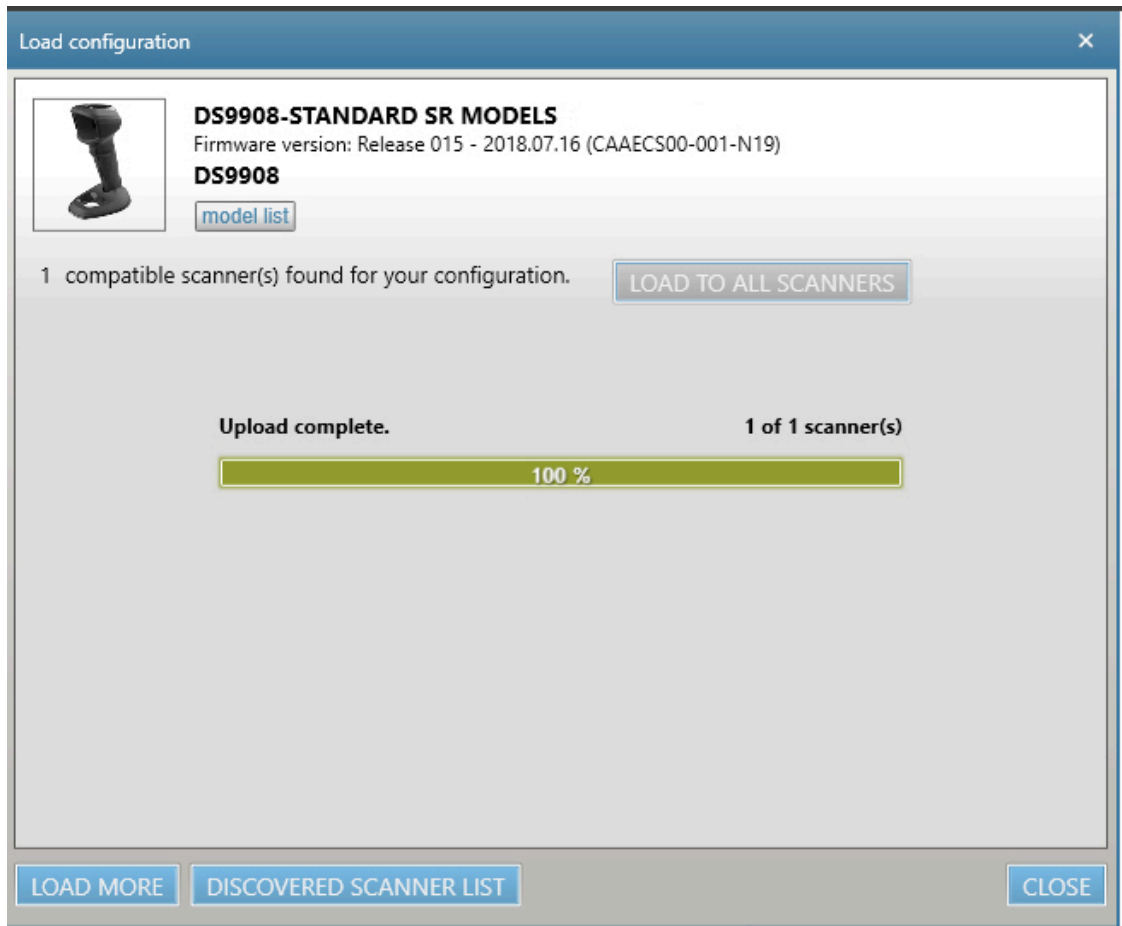 Load configuration
DS9908-STANDARD SR MODELS
Firmware version: Release 015 - 2018.07.16 (CAAECS00-001-N19)
DS9908
model list
1 compatible scanner(s) found for your configuration.
LOAD TO ALL SCANNERS
Upload complete. 1 of 1 scanner(s)
100 %
LOAD MORE DISCOVERED SCANNER LIST CLOSE